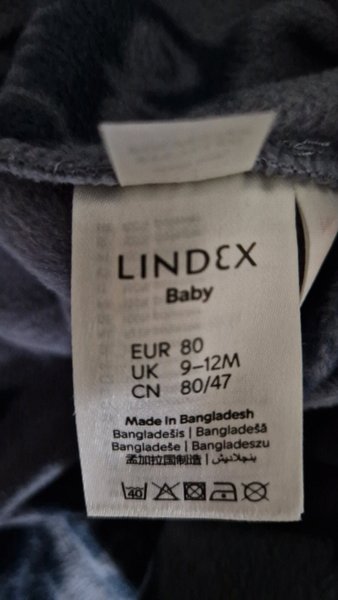 LINDEX
Baby
EUR 80
UK 9–12M
CN 80/47
Made in Bangladesh
Bangladešis | Bangladešā
Bangladeše | Bangladeszu
孟加拉国制造 | بنجلاديش
40